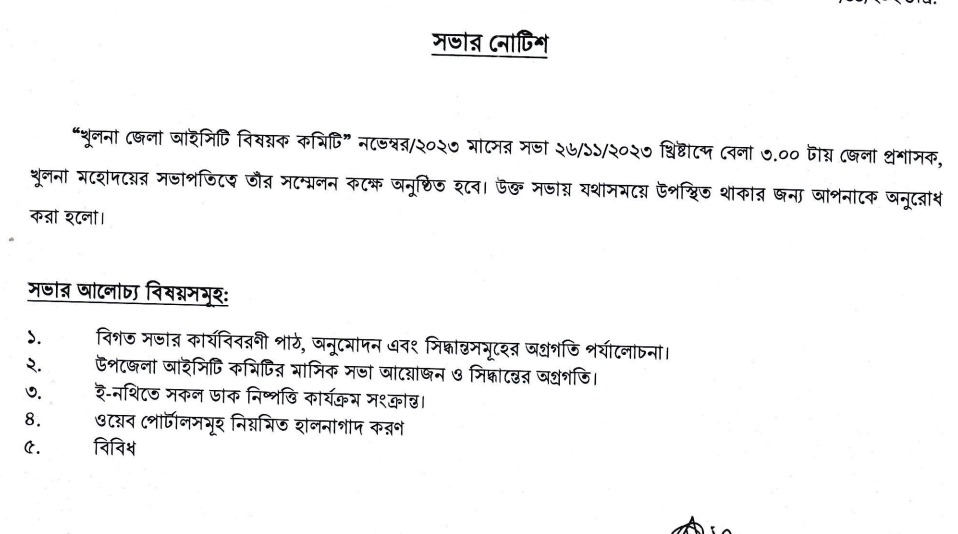 সভার নোটিশ
“খুলনা জেলা আইসিটি বিষয়ক কমিটি” নভেম্বর/২০২৩ মাসের সভা ২৬/১১/২০২৩ খ্রিষ্টাব্দে বেলা ৩.০০ টায় জেলা প্রশাসক,
খুলনা মহোদয়ের সভাপতিত্বে তাঁর সম্মেলন কক্ষে অনুষ্ঠিত হবে। উক্ত সভায় যথাসময়ে উপস্থিত থাকার জন্য আপনাকে অনুরোধ
করা হলো।
সভার আলোচ্য বিষয়সমূহ:
১. বিগত সভার কার্যবিবরণী পাঠ, অনুমোদন এবং সিদ্ধান্তসমূহের অগ্রগতি পর্যালোচনা।
২. উপজেলা আইসিটি কমিটির মাসিক সভা আয়োজন ও সিদ্ধান্তের অগ্রগতি।
৩. ই-নথিতে সকল ডাক নিষ্পত্তি কার্যক্রম সংক্রান্ত।
৪. ওয়েব পোর্টালসমূহ নিয়মিত হালনাগাদ করণ
৫. বিবিধ